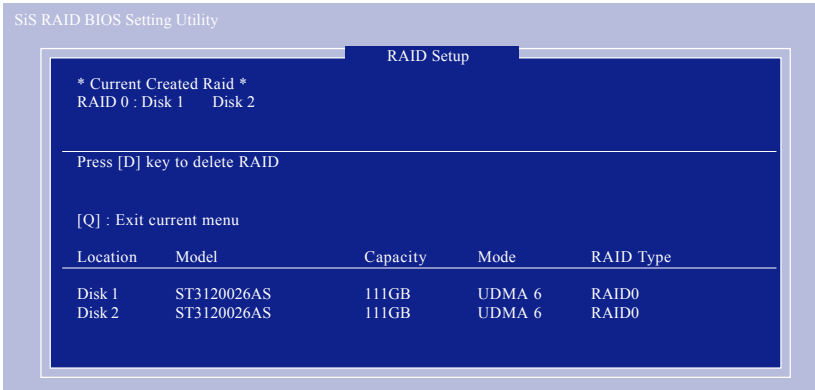 SiS RAID BIOS Setting Utility
RAID Setup
* Current Created Raid *
RAID 0 : Disk 1 Disk 2
Press [D] key to delete RAID
[Q] : Exit current menu
Location Model Capacity Mode RAID Type
Disk 1 ST3120026AS 111GB UDMA 6 RAID0
Disk 2 ST3120026AS 111GB UDMA 6 RAID0